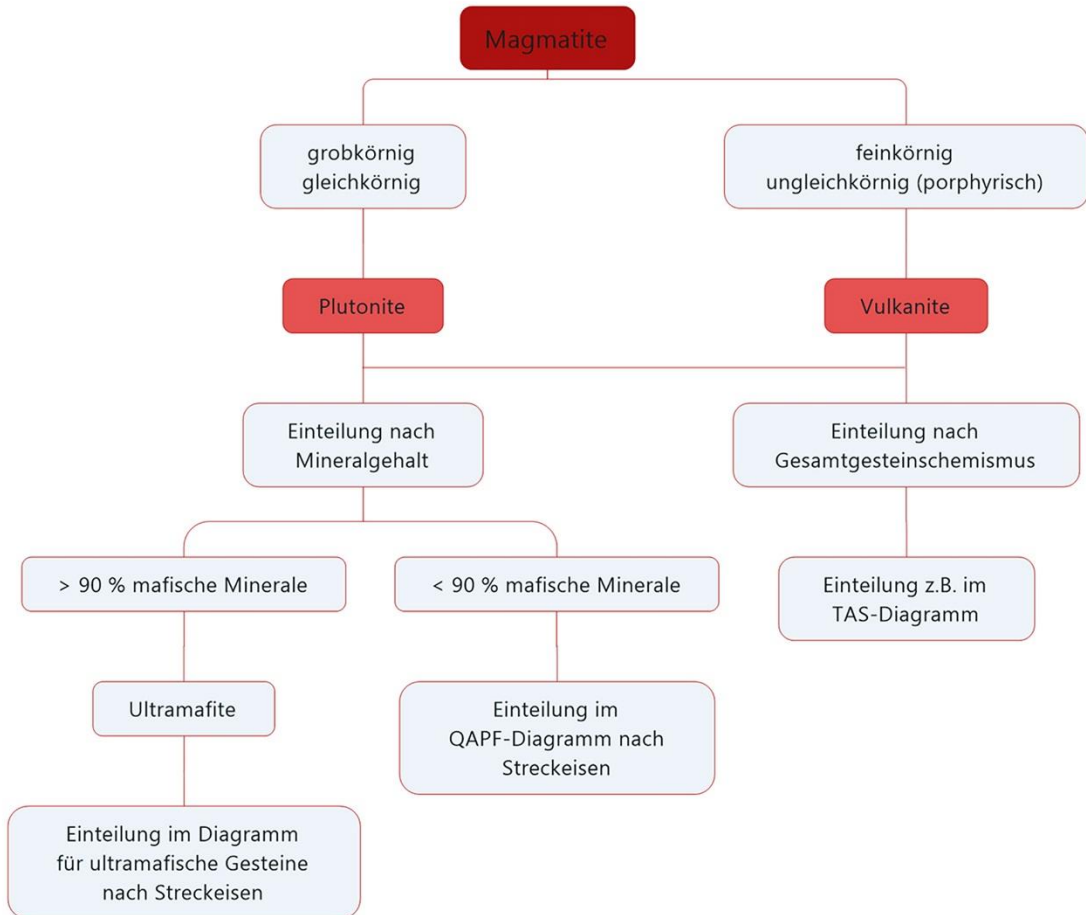 Magmatite
grobkörnig
gleichkörnig
feinkörnig
ungleichkörnig (porphyrisch)
Plutonite
Vulkanite
Einteilung nach
Mineralgehalt
Einteilung nach
Gesamtgesteinschemismus
> 90 % mafische Minerale
< 90 % mafische Minerale
Einteilung z.B. im
TAS-Diagramm
Ultramafite
Einteilung im
QAPF-Diagramm nach
Streckeisen
Einteilung im Diagramm
für ultramafische Gesteine
nach Streckeisen